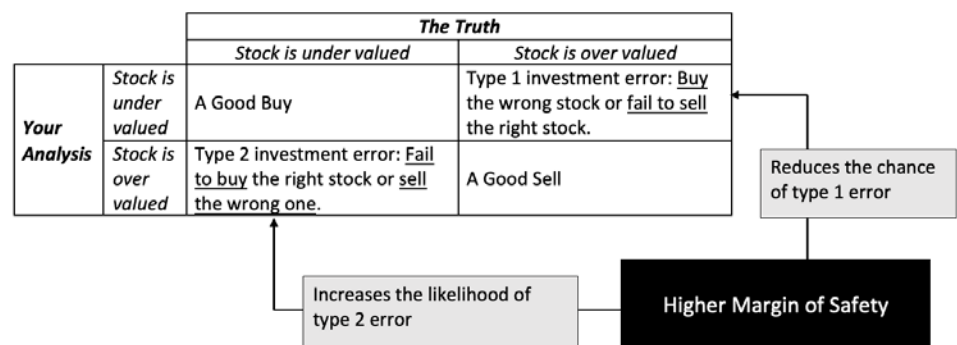 The Truth
Stock is under valued
Stock is over valued
Your
Analysis
Stock is
under
valued
A Good Buy
Type 1 investment error: Buy
the wrong stock or fail to sell
the right stock.
Stock is
over
valued
Type 2 investment error: Fail
to buy the right stock or sell
the wrong one.
A Good Sell
Reduces the chance
of type 1 error
Increases the likelihood of
type 2 error
Higher Margin of Safety